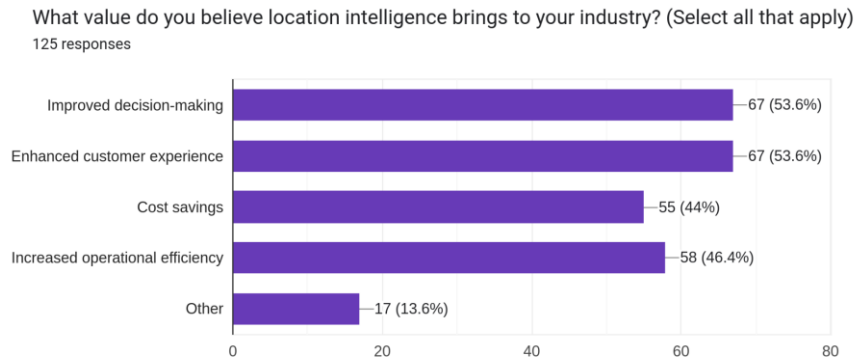 What value do you believe location intelligence brings to your industry? (Select all that apply)
125 responses
Improved decision-making 67 (53.6%)
Enhanced customer experience 67 (53.6%)
Cost savings 55 (44%)
Increased operational efficiency 58 (46.4%)
Other 17 (13.6%)
0 20 40 60 80